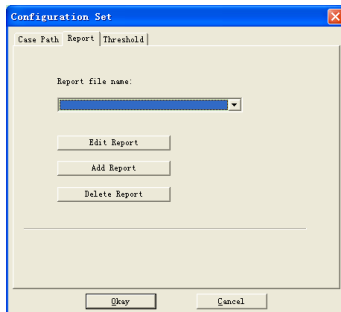 Configuration Set
Case Path Report Threshold
Report file name:
Edit Report
Add Report
Delete Report
Okay Cancel